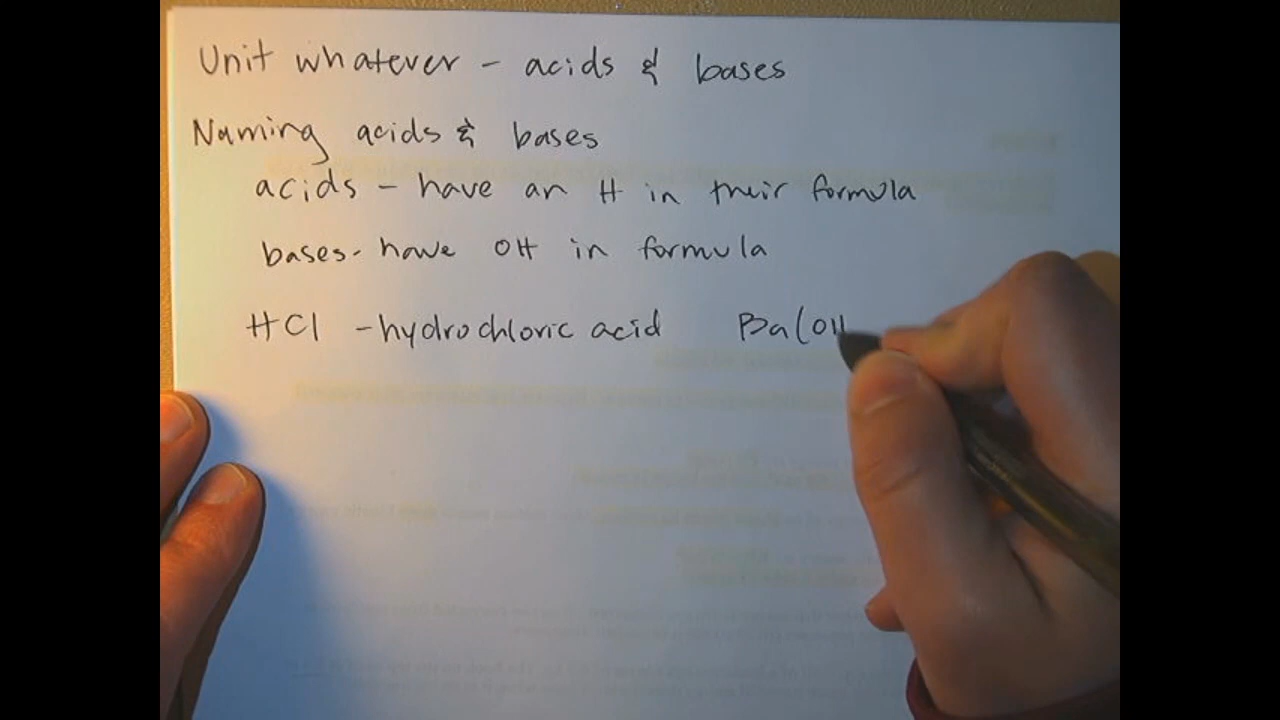 Unit whatever - acids & bases
Naming acids & bases
acids - have an H in their formula
bases- have OH in formula
HCl - hydrochloric acid Ba(OH